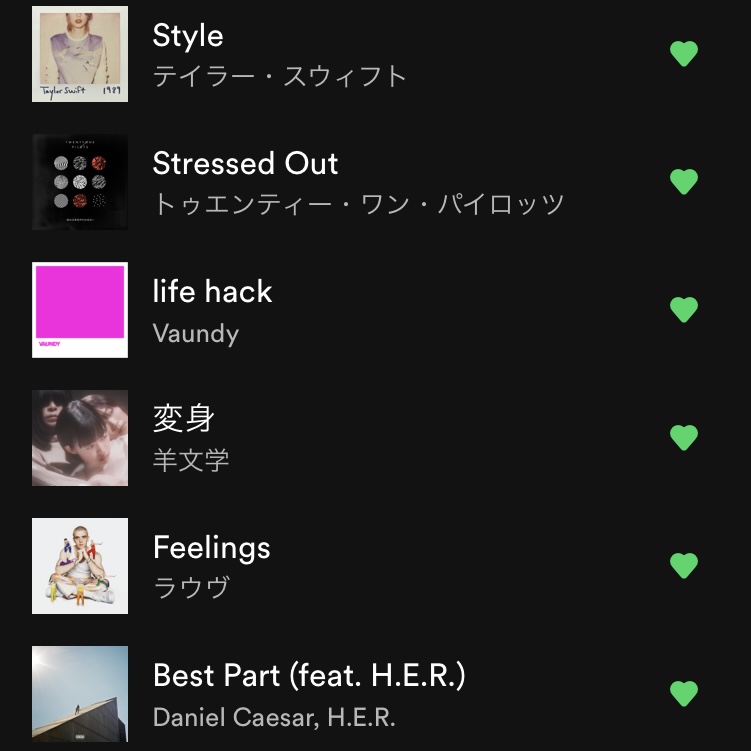 Taylor Swift 1989
Style
テイラー・スウィフト
TWENTY ONE
PILOTS
BLURRYFACE
Stressed Out
トゥエンティー・ワン・パイロッツ
life hack
VAUNDY
Vaundy
変身
羊文学
Feelings
ラウヴ
Best Part (feat. H.E.R.)
Daniel Caesar, H.E.R.